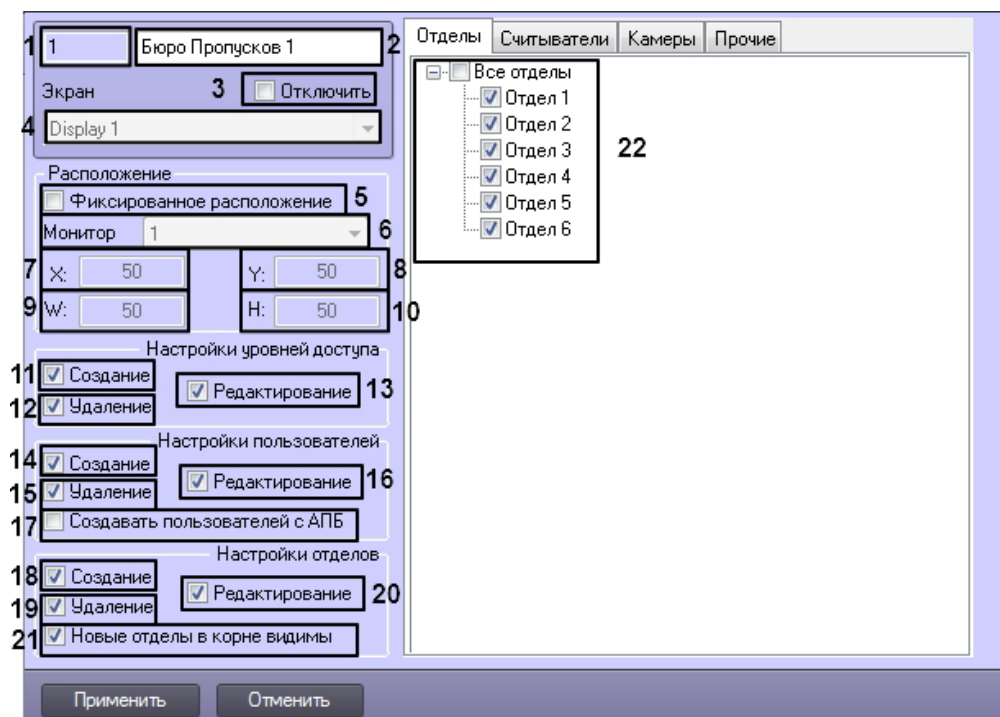 1 1 Бюро Пропусков 1 2
Экран 3 Отключить
4 Display 1
Расположение
Фиксированное расположение 5
Монитор 1 6
7 X: 50 Y: 50 8
9 W: 50 H: 50 10
Настройки уровней доступа
11 Создание
Редактирование 13
12 Удаление
Настройки пользователей
14 Создание
Редактирование 16
15 Удаление
17 Создавать пользователей с АПБ
Настройки отделов
18 Создание
Редактирование 20
19 Удаление
21 Новые отделы в корне видимы
Применить Отменить
Отделы Считыватели Камеры Прочие
Все отделы
Отдел 1
Отдел 2
Отдел 3
Отдел 4
Отдел 5
Отдел 6
22